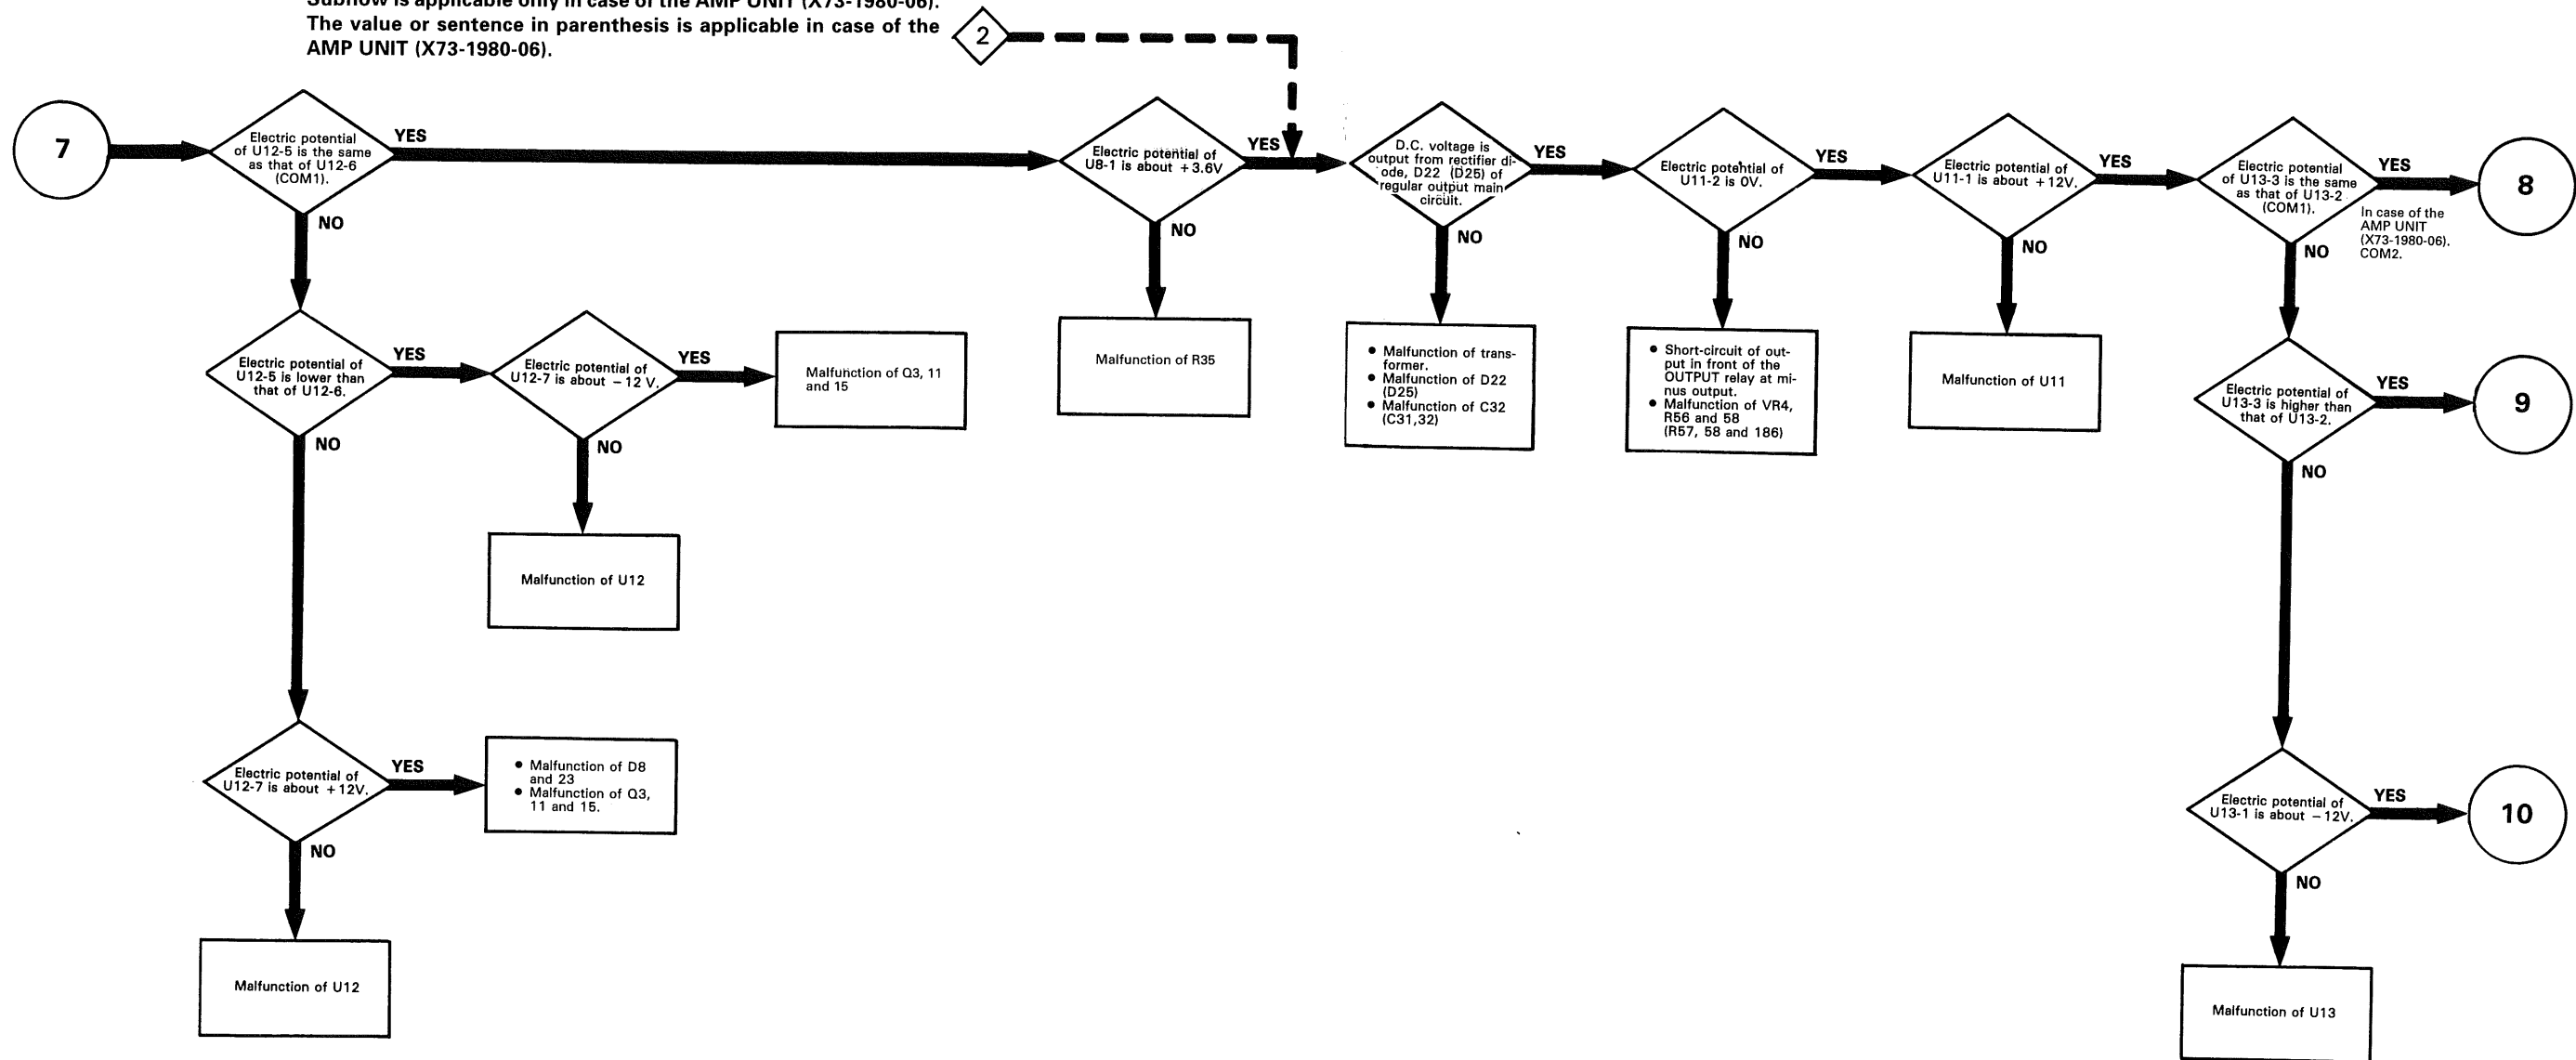 Subflow is applicable only in case of the AMP UNIT (X73-1980-06).
The value or sentence in parenthesis is applicable in case of the
AMP UNIT (X73-1980-06).
2
7
Electric potential
of U12-5 is the same
as that of U12-6
(COM1).
YES
NO
Electric potential of
U8-1 is about +3.6V
YES
NO
D.C. voltage is
output from rectifier di-
ode, D22 (D25) of
regular output main
circuit.
YES
NO
Electric potential of
U11-2 is 0V.
YES
NO
Electric potential of
U11-1 is about +12V.
YES
NO
Electric potential
of U13-3 is the same
as that of U13-2
(COM1).
YES
NO
In case of the
AMP UNIT
(X73-1980-06).
COM2.
8
Electric potential of
U12-5 is lower than
that of U12-6.
YES
NO
Electric potential of
U12-7 is about −12 V.
YES
NO
Malfunction of Q3, 11
and 15
Malfunction of R35
• Malfunction of trans-
former.
• Malfunction of D22
(D25)
• Malfunction of C32
(C31,32)
• Short-circuit of out-
put in front of the
OUTPUT relay at mi-
nus output.
• Malfunction of VR4,
R56 and 58
(R57, 58 and 186)
Malfunction of U11
Electric potential of
U13-3 is higher than
that of U13-2.
YES
NO
9
Malfunction of U12
Electric potential of
U12-7 is about +12V.
YES
NO
• Malfunction of D8
and 23
• Malfunction of Q3,
11 and 15.
Electric potential of
U13-1 is about −12V.
YES
NO
10
Malfunction of U12
Malfunction of U13